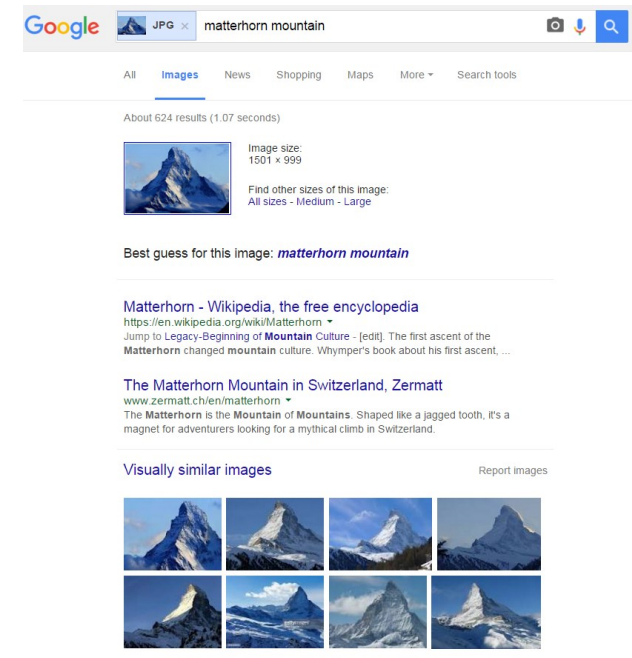 Google JPG × matterhorn mountain
All Images News Shopping Maps More Search tools
About 624 results (1.07 seconds)
Image size:
1501 × 999
Find other sizes of this image:
All sizes - Medium - Large
Best guess for this image: matterhorn mountain
Matterhorn - Wikipedia, the free encyclopedia
https://en.wikipedia.org/wiki/Matterhorn
Jump to Legacy-Beginning of Mountain Culture - [edit]. The first ascent of the
Matterhorn changed mountain culture. Whymper's book about his first ascent, ...
The Matterhorn Mountain in Switzerland, Zermatt
www.zermatt.ch/en/matterhorn
The Matterhorn is the Mountain of Mountains. Shaped like a jagged tooth, it's a
magnet for adventurers looking for a mythical climb in Switzerland.
Visually similar images Report images